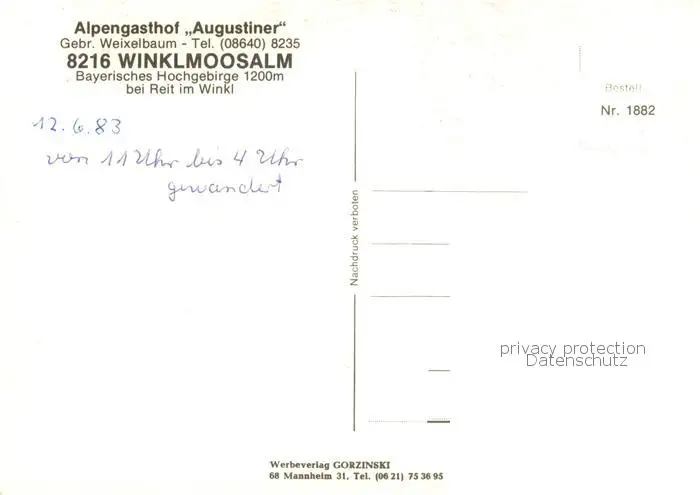 Alpengasthof „Augustiner“
Gebr. Weixelbaum - Tel. (08640) 8235
8216 WINKLMOOSALM
Bayerisches Hochgebirge 1200m
bei Reit im Winkl
12.6.83
von 11 Uhr bis 4 Uhr
gewandert
Nachdruck verboten
Bestell
Nr. 1882
privacy protection
Datenschutz
Werbeverlag GORZINSKI
68 Mannheim 31, Tel. (06 21) 75 36 95